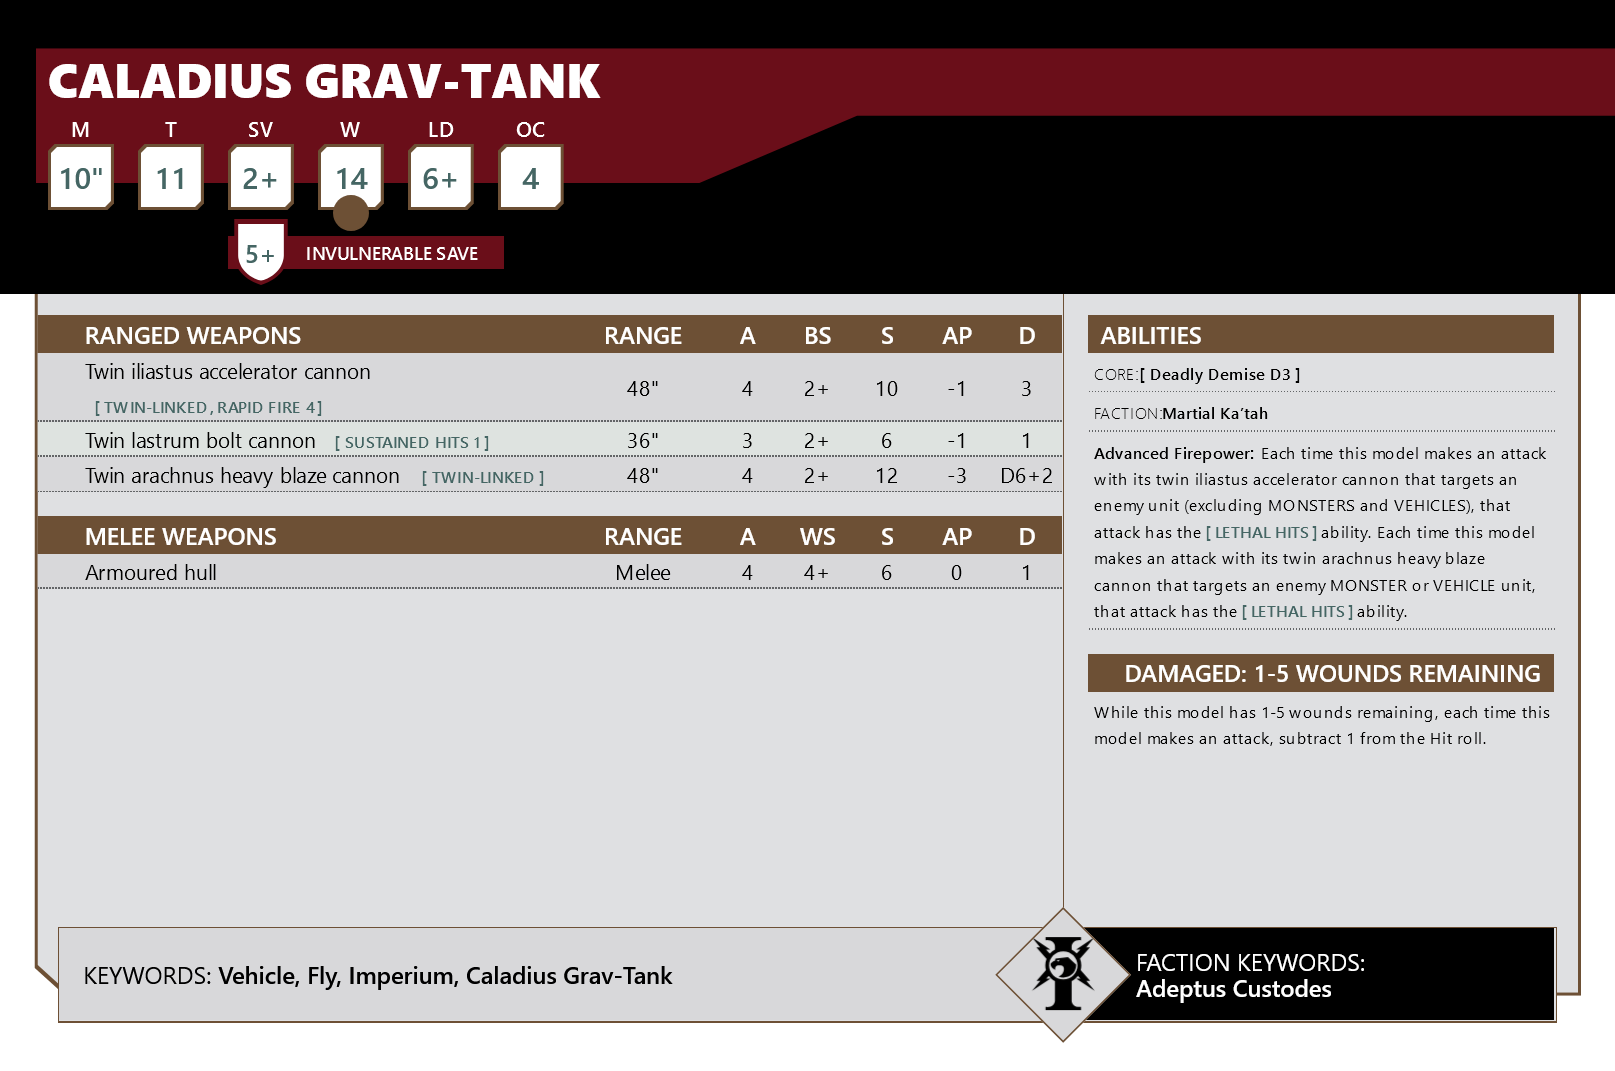 CALADIUS GRAV-TANK
M T SV W LD OC
10" 11 2+ 14 6+ 4
5+ INVULNERABLE SAVE
RANGED WEAPONS RANGE A BS S AP D
Twin iliastus accelerator cannon
[ TWIN-LINKED, RAPID FIRE 4 ] 48" 4 2+ 10 -1 3
Twin lastrum bolt cannon [ SUSTAINED HITS 1 ] 36" 3 2+ 6 -1 1
Twin arachnus heavy blaze cannon [ TWIN-LINKED ] 48" 4 2+ 12 -3 D6+2
MELEE WEAPONS RANGE A WS S AP D
Armoured hull Melee 4 4+ 6 0 1
ABILITIES
CORE:[ Deadly Demise D3 ]
FACTION:Martial Ka’tah
Advanced Firepower: Each time this model makes an attack
with its twin iliastus accelerator cannon that targets an
enemy unit (excluding MONSTERS and VEHICLES), that
attack has the [ LETHAL HITS ] ability. Each time this model
makes an attack with its twin arachnus heavy blaze
cannon that targets an enemy MONSTER or VEHICLE unit,
that attack has the [ LETHAL HITS ] ability.
DAMAGED: 1-5 WOUNDS REMAINING
While this model has 1-5 wounds remaining, each time this
model makes an attack, subtract 1 from the Hit roll.
KEYWORDS: Vehicle, Fly, Imperium, Caladius Grav-Tank
FACTION KEYWORDS:
Adeptus Custodes